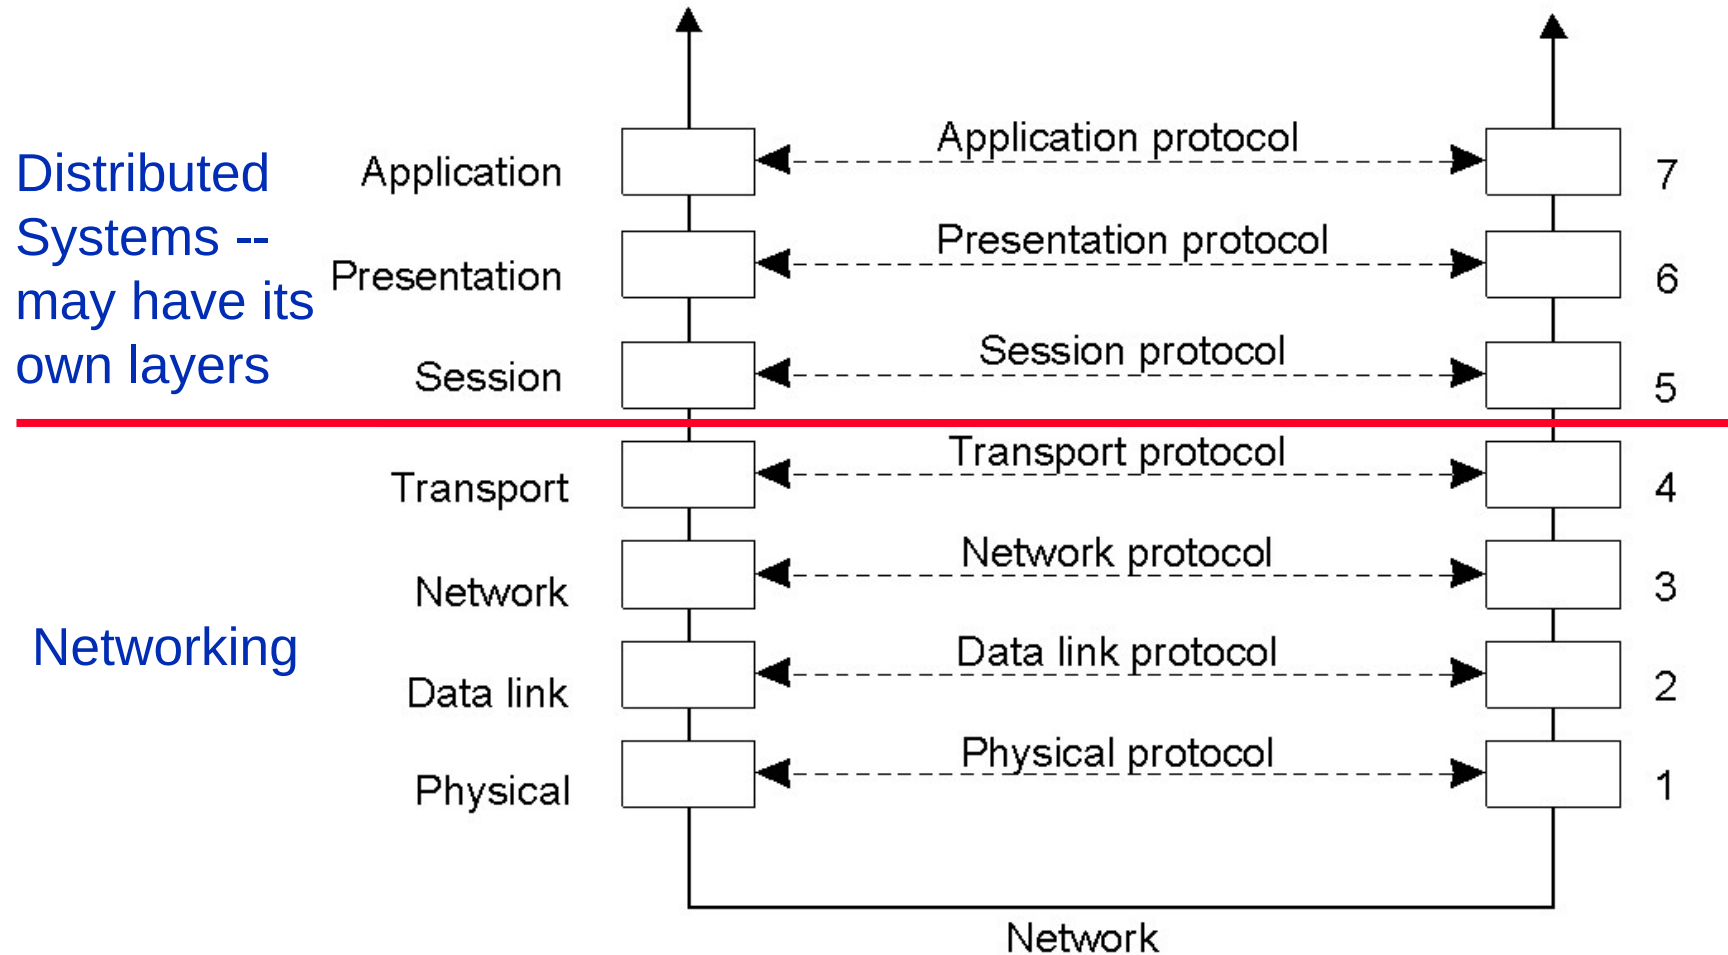 Application protocol
Distributed
Systems --
may have its
own layers
Application
7
Presentation protocol
Presentation
6
Session protocol
Session
5
Transport protocol
Transport
4
Network protocol
Network
3
Networking
Data link protocol
Data link
2
Physical protocol
Physical
1
Network